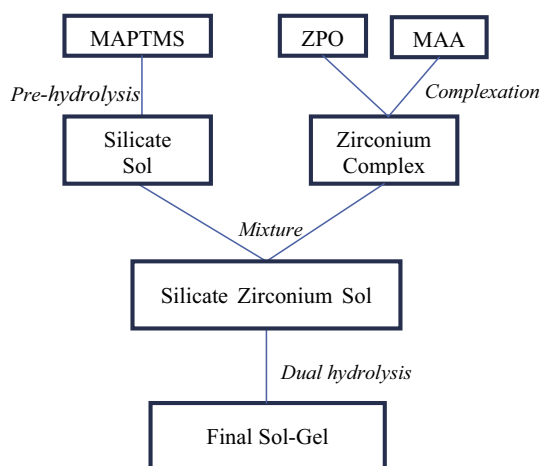 MAPTMS
ZPO
MAA
Pre-hydrolysis
Complexation
Silicate
Sol
Zirconium
Complex
Mixture
Silicate Zirconium Sol
Dual hydrolysis
Final Sol-Gel